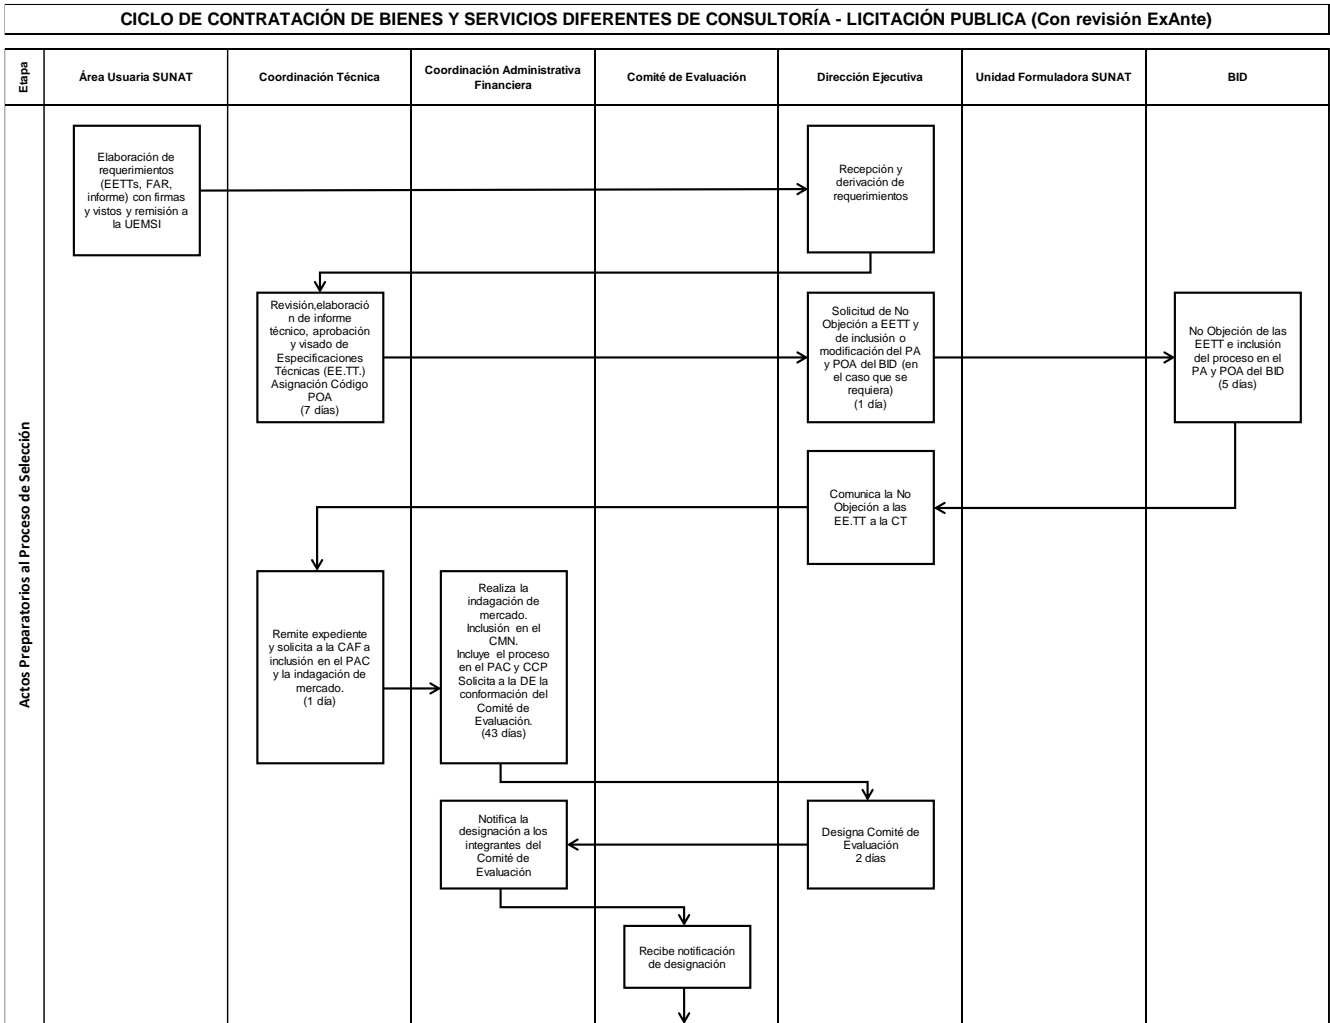 CICLO DE CONTRATACIÓN DE BIENES Y SERVICIOS DIFERENTES DE CONSULTORÍA - LICITACIÓN PUBLICA (Con revisión ExAnte)
Etapa
Área Usuaria SUNAT
Coordinación Técnica
Coordinación Administrativa
Financiera
Comité de Evaluación
Dirección Ejecutiva
Unidad Formuladora SUNAT
BID
Actos Preparatorios al Proceso de Selección
Elaboración de
requerimientos
(EETTs, FAR,
informe) con firmas
y vistos y remisión a
la UEMSI
Recepción y
derivación de
requerimientos
Revisión,elaboració
n de informe
técnico, aprobación
y visado de
Especificaciones
Técnicas (EE.TT.)
Asignación Código
POA
(7 días)
Solicitud de No
Objeción a EETT y
de inclusión o
modificación del PA
y POA del BID (en
el caso que se
requiera)
(1 día)
No Objeción de las
EETT e inclusión
del proceso en el
PA y POA del BID
(5 días)
Comunica la No
Objeción a las
EE.TT a la CT
Remite expediente
y solicita a la CAF a
inclusión en el PAC
y la indagación de
mercado.
(1 día)
Realiza la
indagación de
mercado.
Inclusión en el
CMN.
Incluye el proceso
en el PAC y CCP
Solicita a la DE la
conformación del
Comité de
Evaluación.
(43 días)
Notifica la
designación a los
integrantes del
Comité de
Evaluación
Designa Comité de
Evaluación
2 días
Recibe notificación
de designación